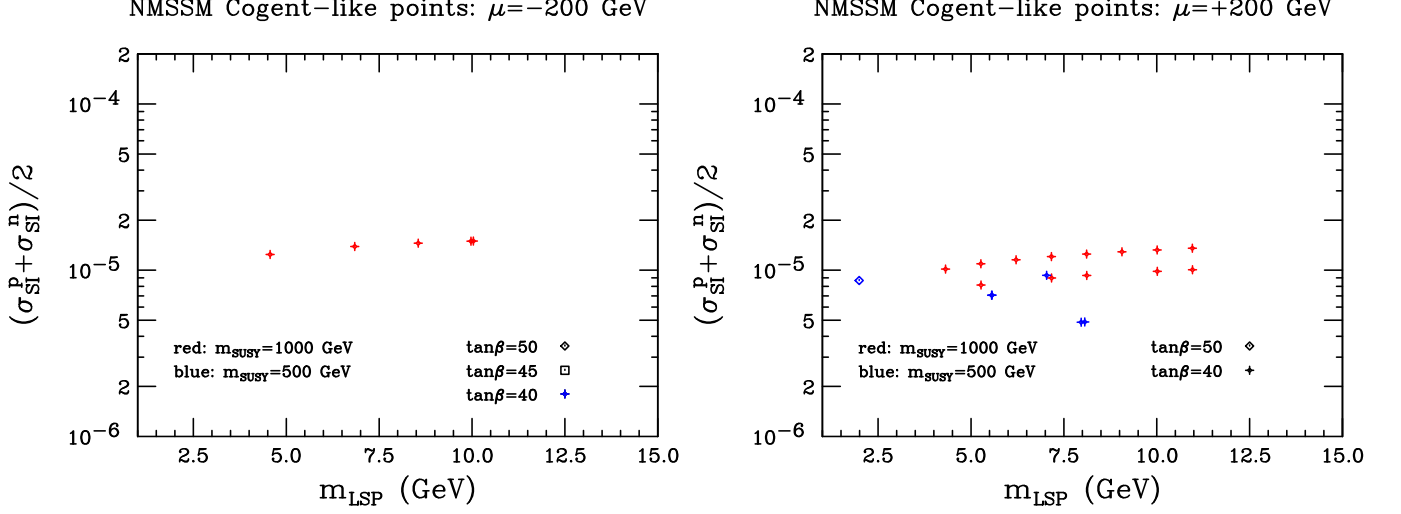 NMSSM Cogent-like points: μ=−200 GeV
2
10^−4
5
2
10^−5
5
2
10^−6
(σ^p_SI+σ^n_SI)/2
red: m_SUSY=1000 GeV
blue: m_SUSY=500 GeV
tanβ=50
tanβ=45
tanβ=40
2.5 5.0 7.5 10.0 12.5 15.0
m_LSP (GeV)
NMSSM Cogent-like points: μ=+200 GeV
2
10^−4
5
2
10^−5
5
2
10^−6
(σ^p_SI+σ^n_SI)/2
red: m_SUSY=1000 GeV
blue: m_SUSY=500 GeV
tanβ=50
tanβ=40
2.5 5.0 7.5 10.0 12.5 15.0
m_LSP (GeV)